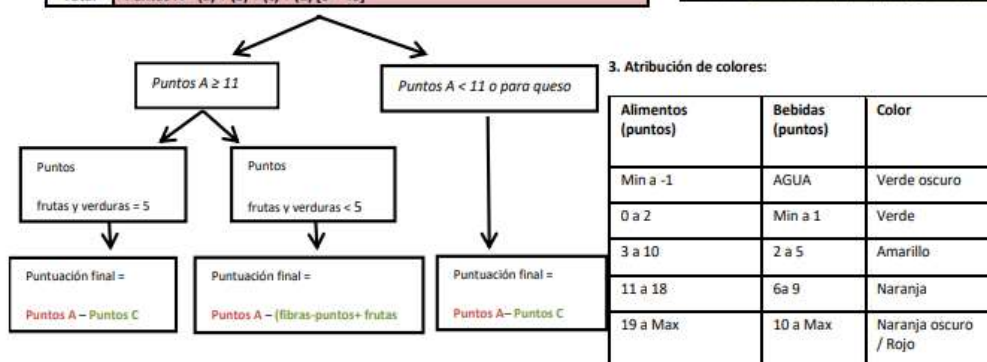 Puntos A ≥ 11
Puntos A < 11 o para queso
Puntos
frutas y verduras = 5
Puntos
frutas y verduras < 5
Puntuación final =
Puntos A – Puntos C
Puntuación final =
Puntos A – (fibras-puntos+ frutas
Puntuación final =
Puntos A– Puntos C
3. Atribución de colores:
Alimentos (puntos) Bebidas (puntos) Color
Min a -1 AGUA Verde oscuro
0 a 2 Min a 1 Verde
3 a 10 2 a 5 Amarillo
11 a 18 6a 9 Naranja
19 a Max 10 a Max Naranja oscuro
/ Rojo